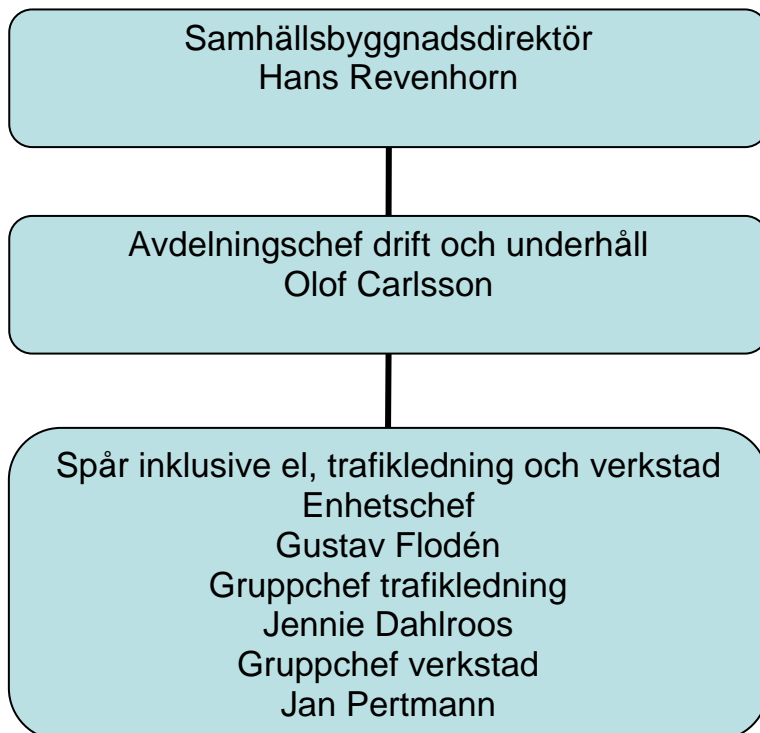 Samhällsbyggnadsdirektör
Hans Revenhorn
Avdelningschef drift och underhåll
Olof Carlsson
Spår inklusive el, trafikledning och verkstad
Enhetschef
Gustav Flodén
Gruppchef trafikledning
Jennie Dahlroos
Gruppchef verkstad
Jan Pertmann